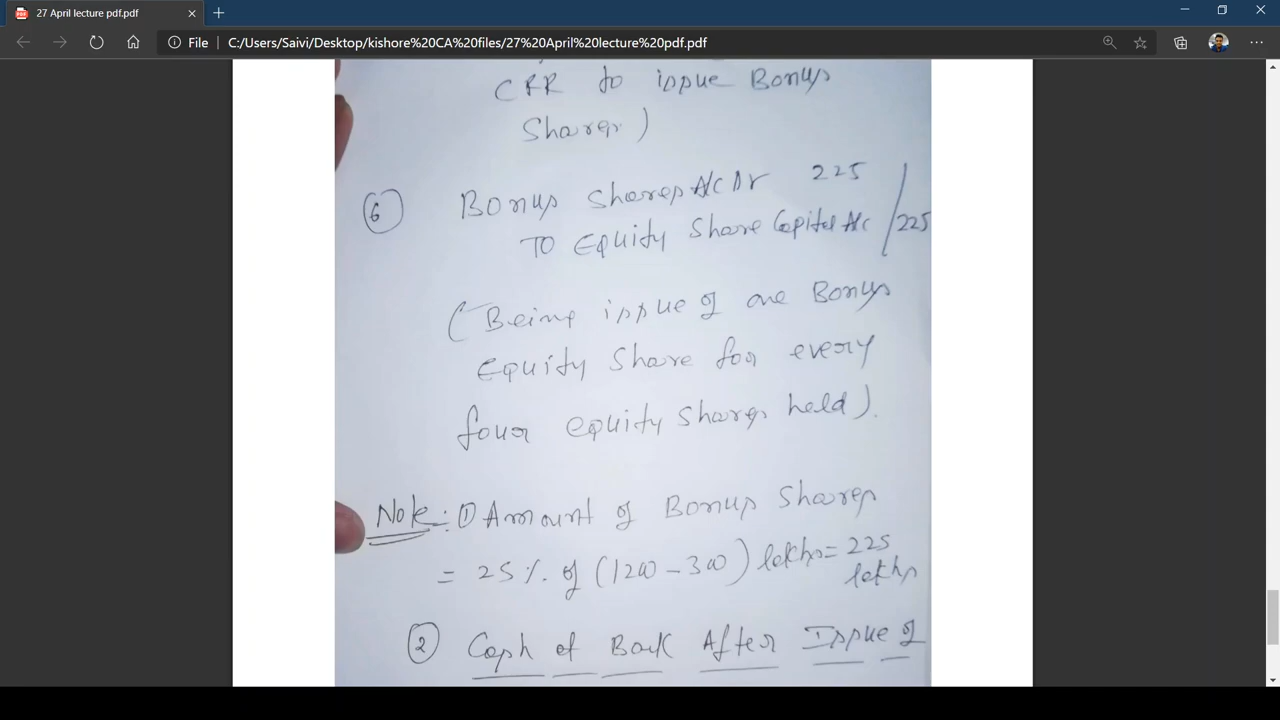 27 April lecture pdf.pdf
File C:/Users/Saivi/Desktop/kishore%20CA%20files/27%20April%20lecture%20pdf.pdf
CRR to issue Bonus
Shares)
6 Bonus Shares A/c Dr 225
To Equity Share Capital A/c 225
(Being issue of one Bonus
Equity Share for every
four equity shares held).
Note: 1 Amount of Bonus Shares
= 25 %. of (1200 - 300) lakhs = 225
lakhs
2 Cash at Bank After Issue of